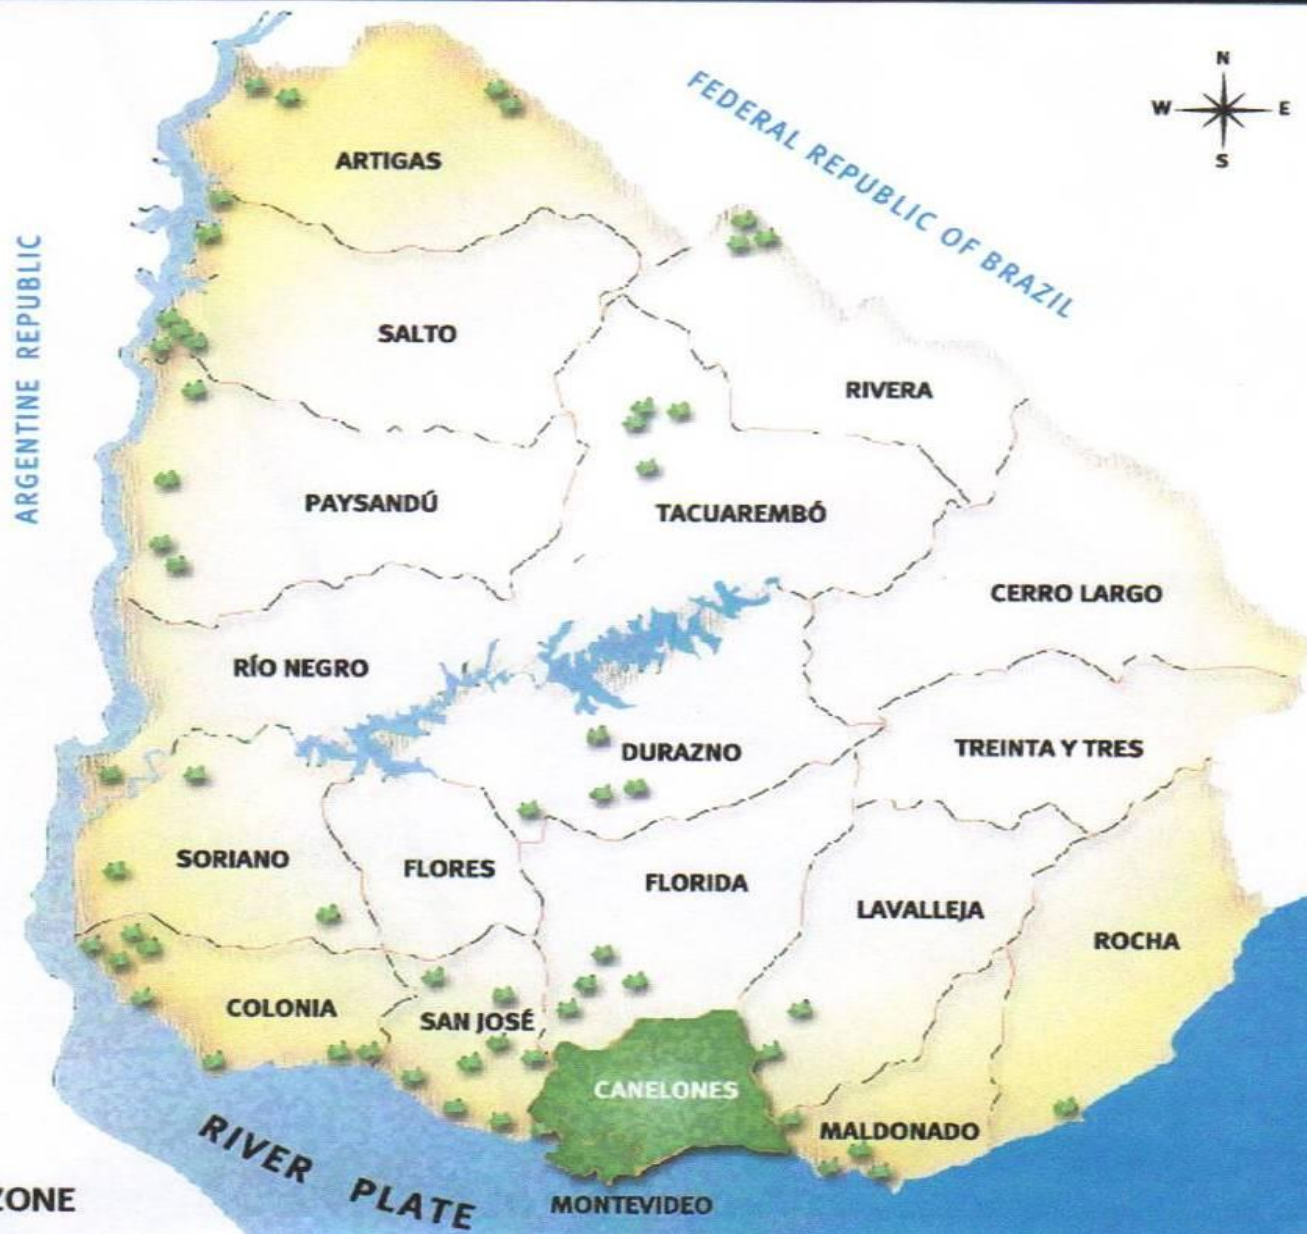 N
W E
S
FEDERAL REPUBLIC OF BRAZIL
ARGENTINE REPUBLIC
ARTIGAS
SALTO
RIVERA
PAYSANDÚ
TACUAREMBÓ
CERRO LARGO
RÍO NEGRO
DURAZNO
TREINTA Y TRES
SORIANO
FLORES
FLORIDA
LAVALLEJA
ROCHA
COLONIA
SAN JOSÉ
CANELONES
MALDONADO
RIVER PLATE
MONTEVIDEO
ZONE